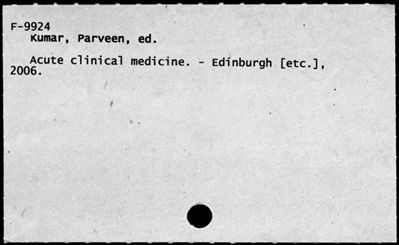 F-9924
Kumar, Parveen, ed.
Acute clinical medicine. - Edinburgh [etc.],
2006.